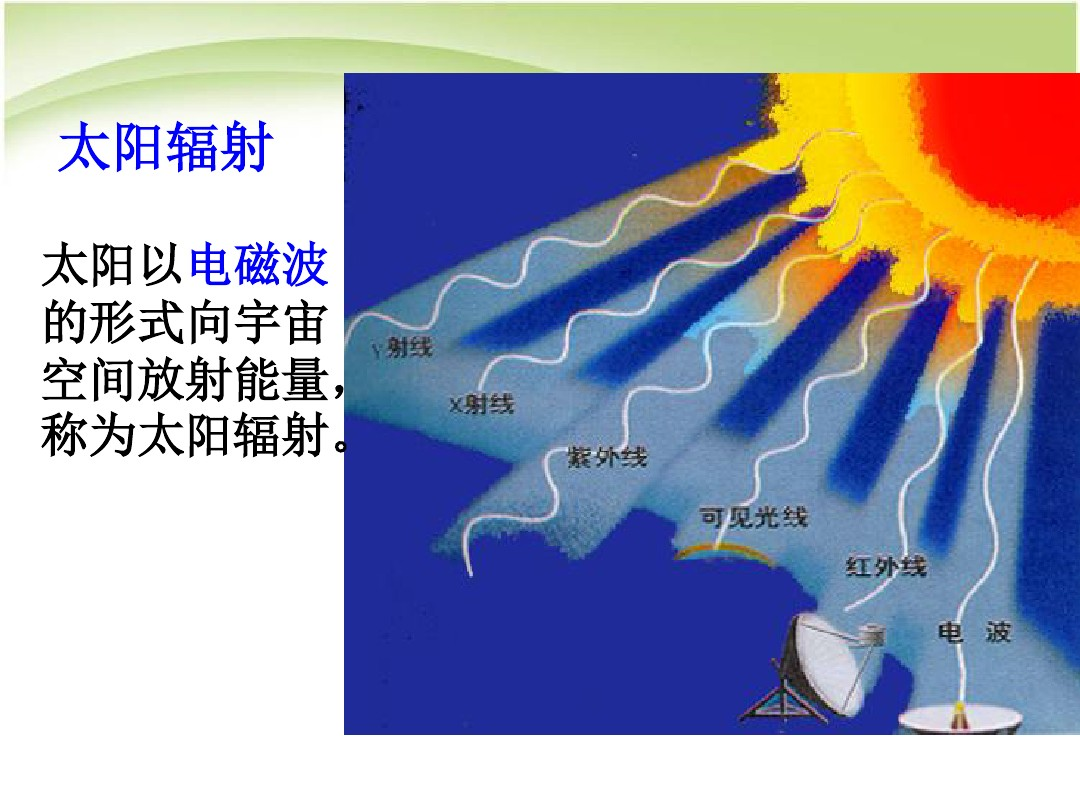 太阳辐射
太阳以电磁波
的形式向宇宙
空间放射能量，
称为太阳辐射。
γ射线
X射线
紫外线
可见光线
红外线
电 波